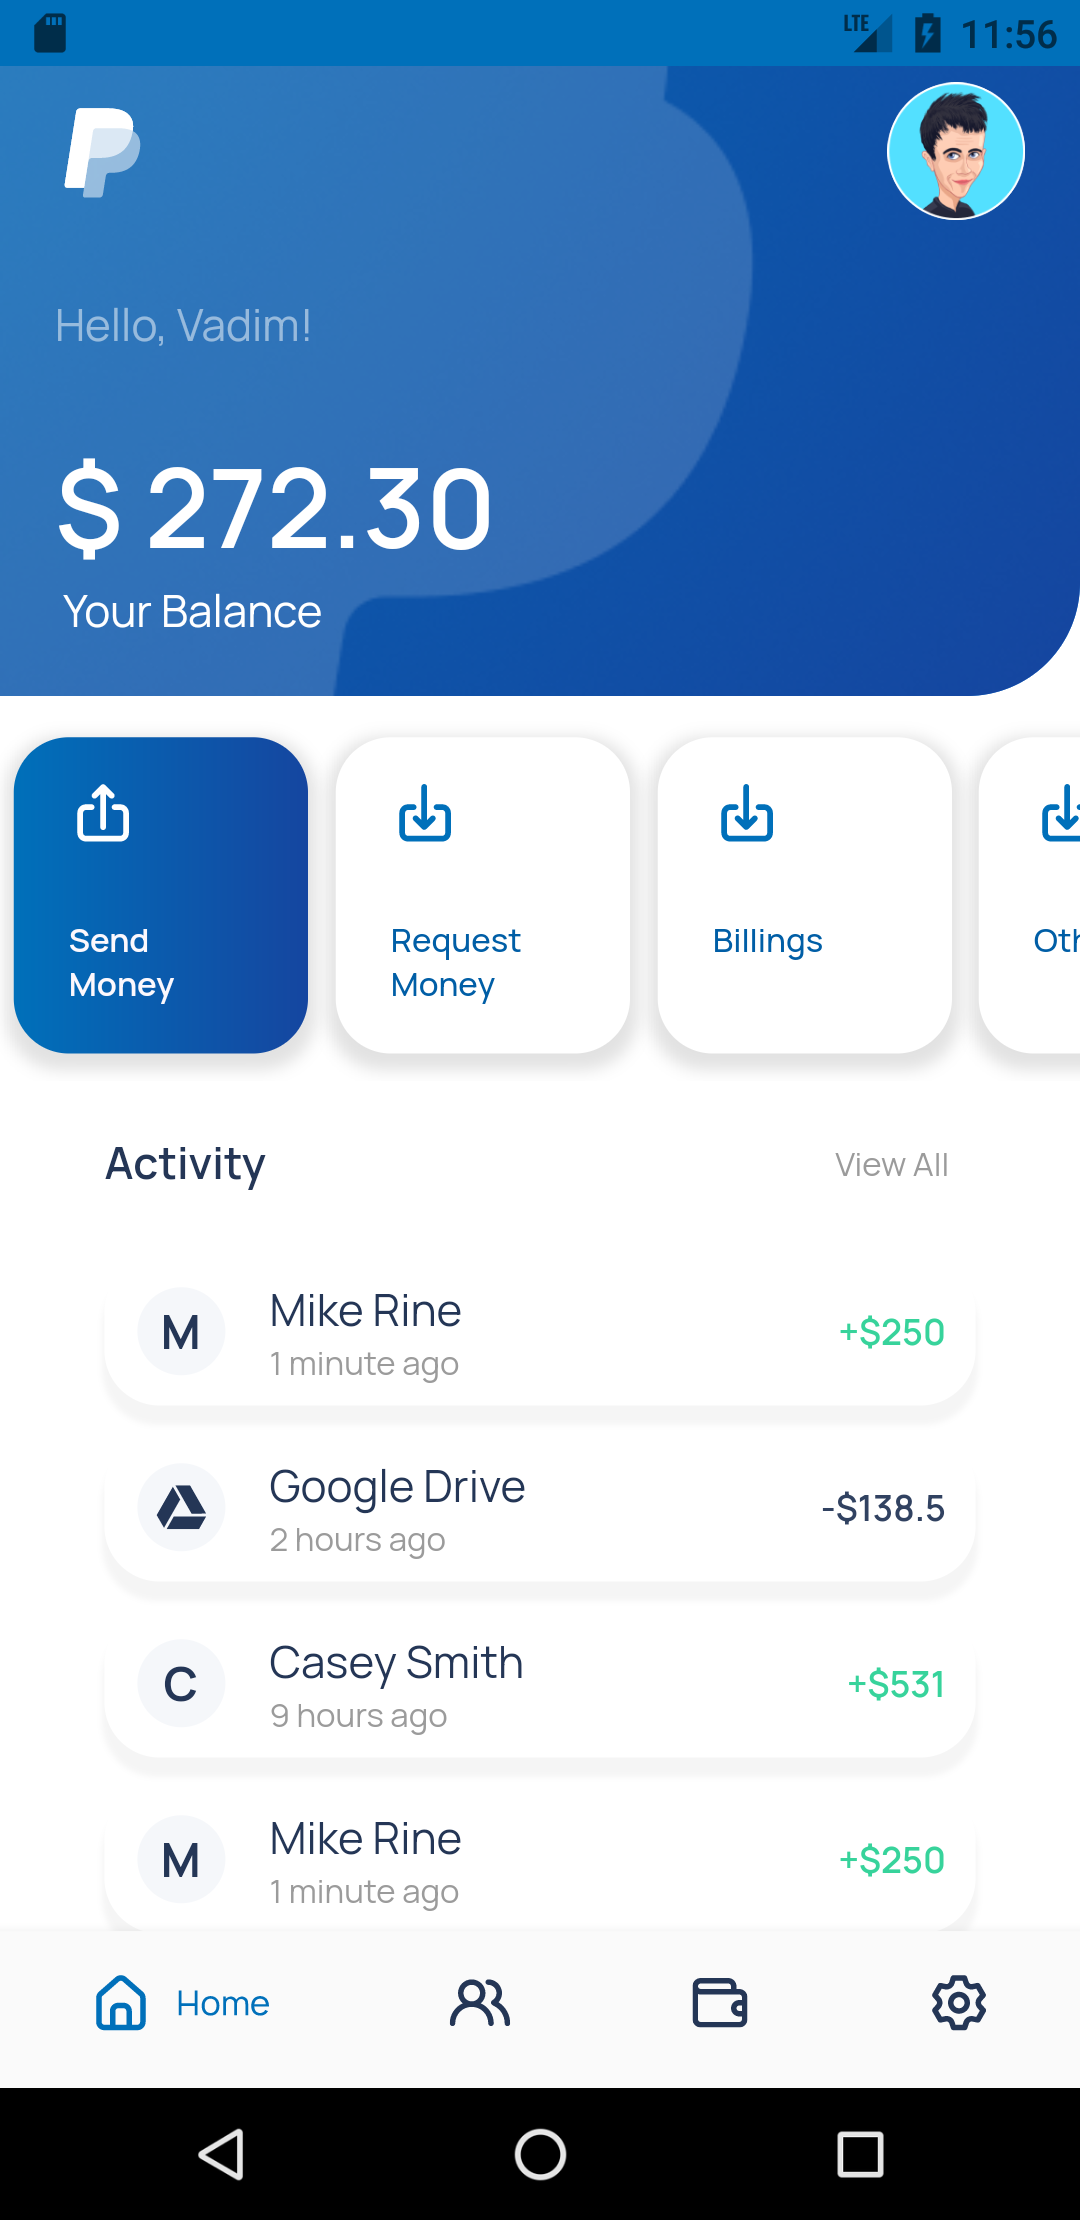 LTE 11:56
Hello, Vadim!
$ 272.30
Your Balance
Send
Money
Request
Money
Billings
Oth
Activity
View All
M
Mike Rine
1 minute ago
+$250
Google Drive
2 hours ago
-$138.5
C
Casey Smith
9 hours ago
+$531
M
Mike Rine
1 minute ago
+$250
Home